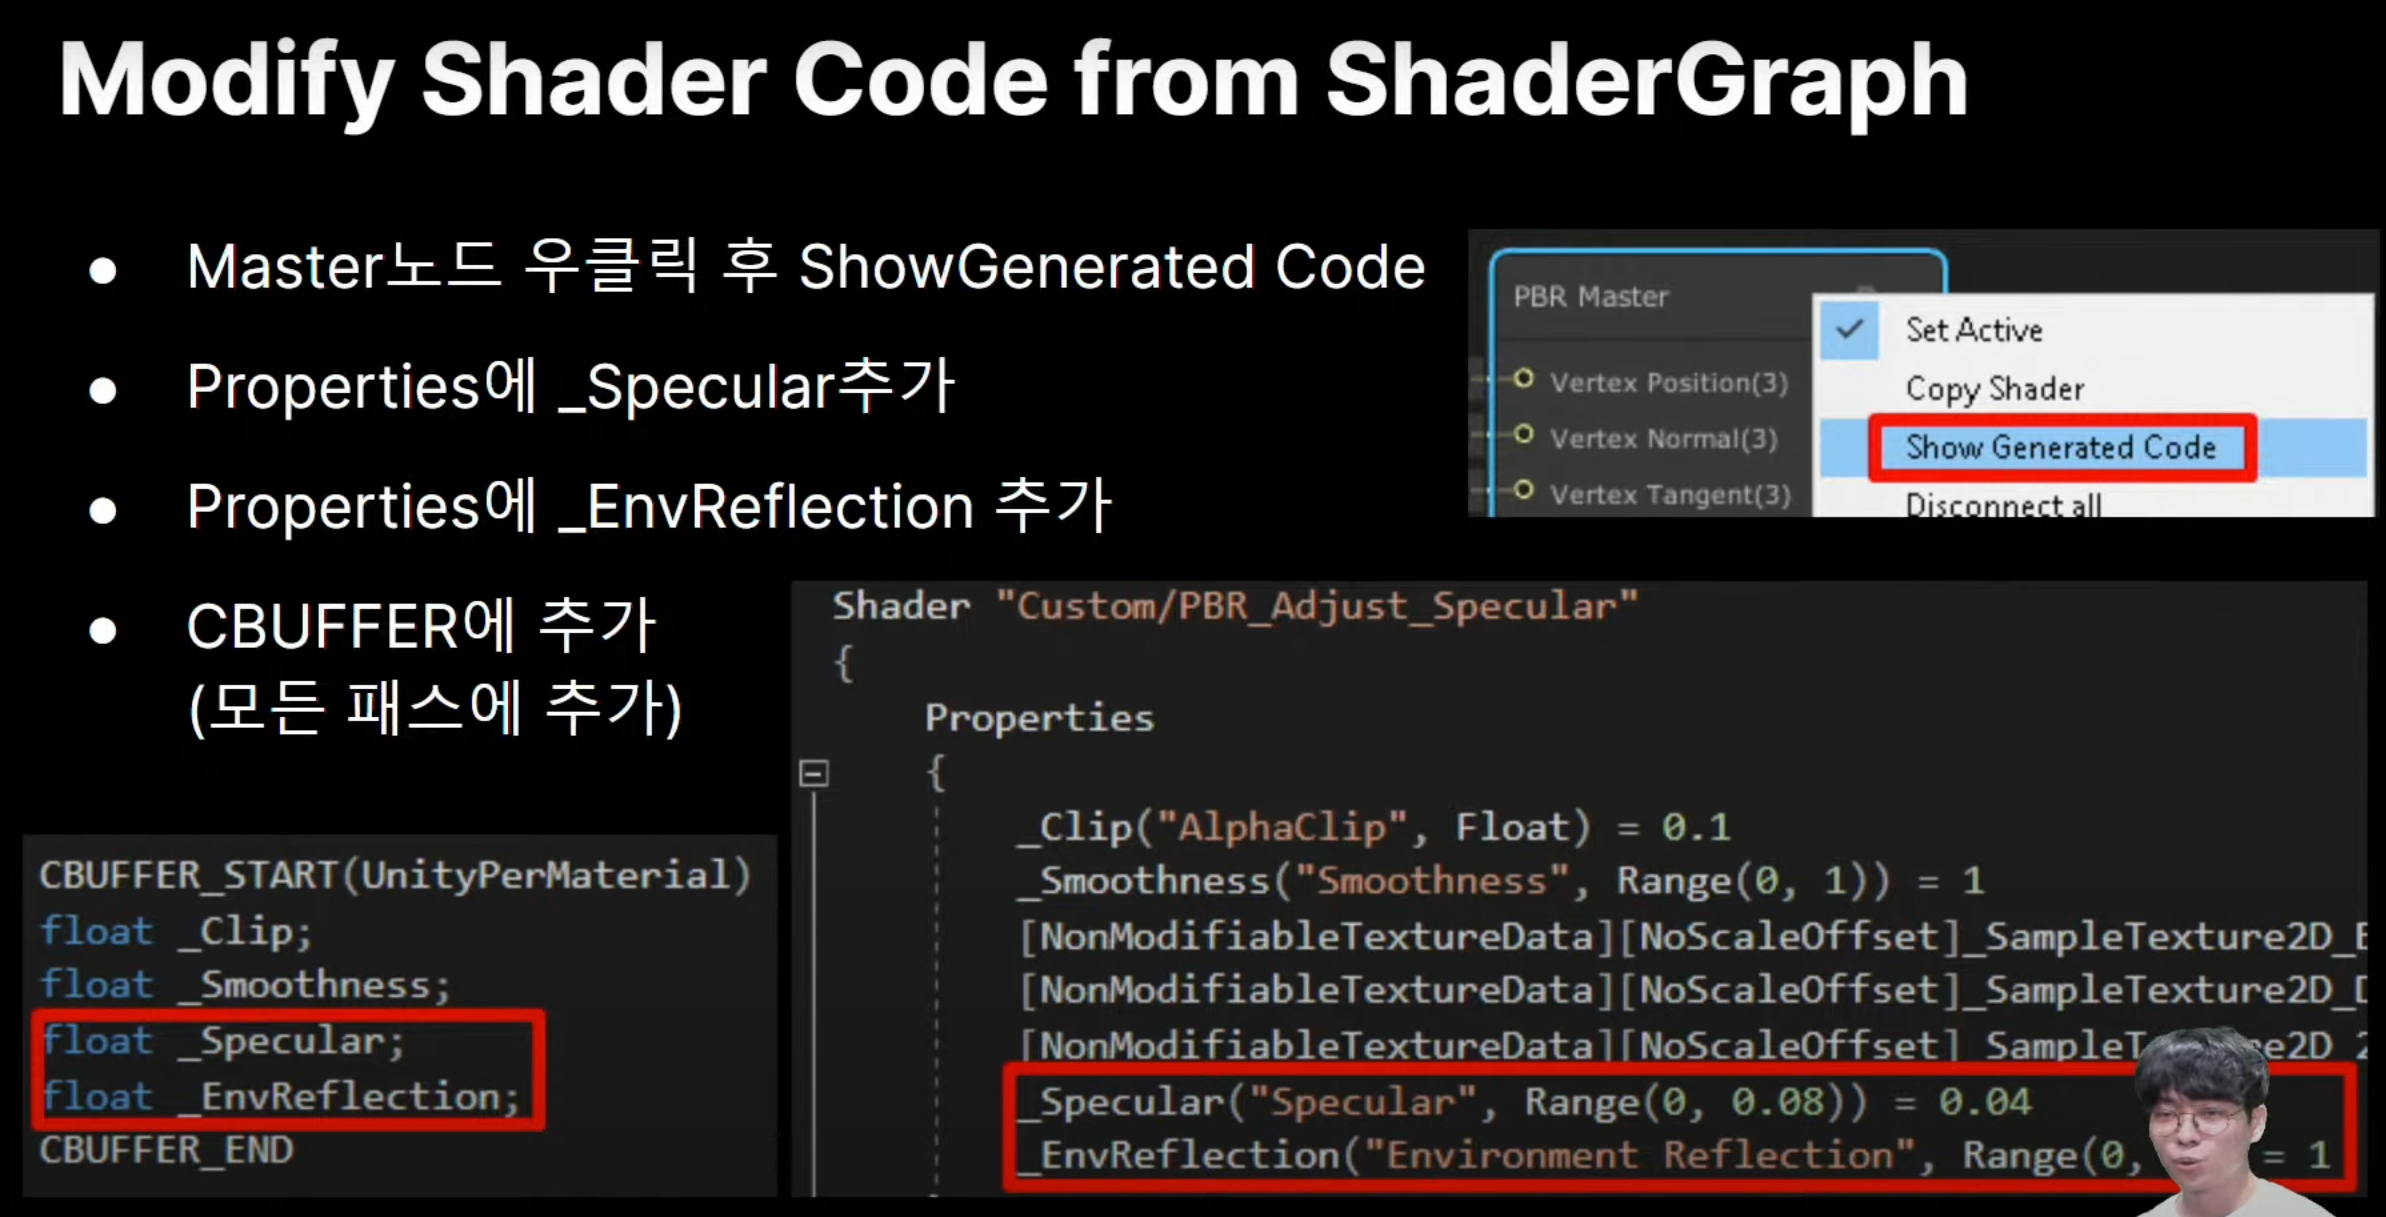 Modify Shader Code from ShaderGraph
● Master노드 우클릭 후 ShowGenerated Code
● Properties에 _Specular추가
● Properties에 _EnvReflection 추가
● CBUFFER에 추가
(모든 패스에 추가)
PBR Master
Vertex Position(3)
Vertex Normal(3)
Vertex Tangent(3)
Set Active
Copy Shader
Show Generated Code
Disconnect all
CBUFFER_START(UnityPerMaterial)
float _Clip;
float _Smoothness;
float _Specular;
float _EnvReflection;
CBUFFER_END
Shader "Custom/PBR_Adjust_Specular"
{
Properties
{
_Clip("AlphaClip", Float) = 0.1
_Smoothness("Smoothness", Range(0, 1)) = 1
[NonModifiableTextureData][NoScaleOffset]_SampleTexture2D_
[NonModifiableTextureData][NoScaleOffset]_SampleTexture2D_
[NonModifiableTextureData][NoScaleOffset]_SampleT re2D_2
_Specular("Specular", Range(0, 0.08)) = 0.04
_EnvReflection("Environment Reflection", Range(0, = 1